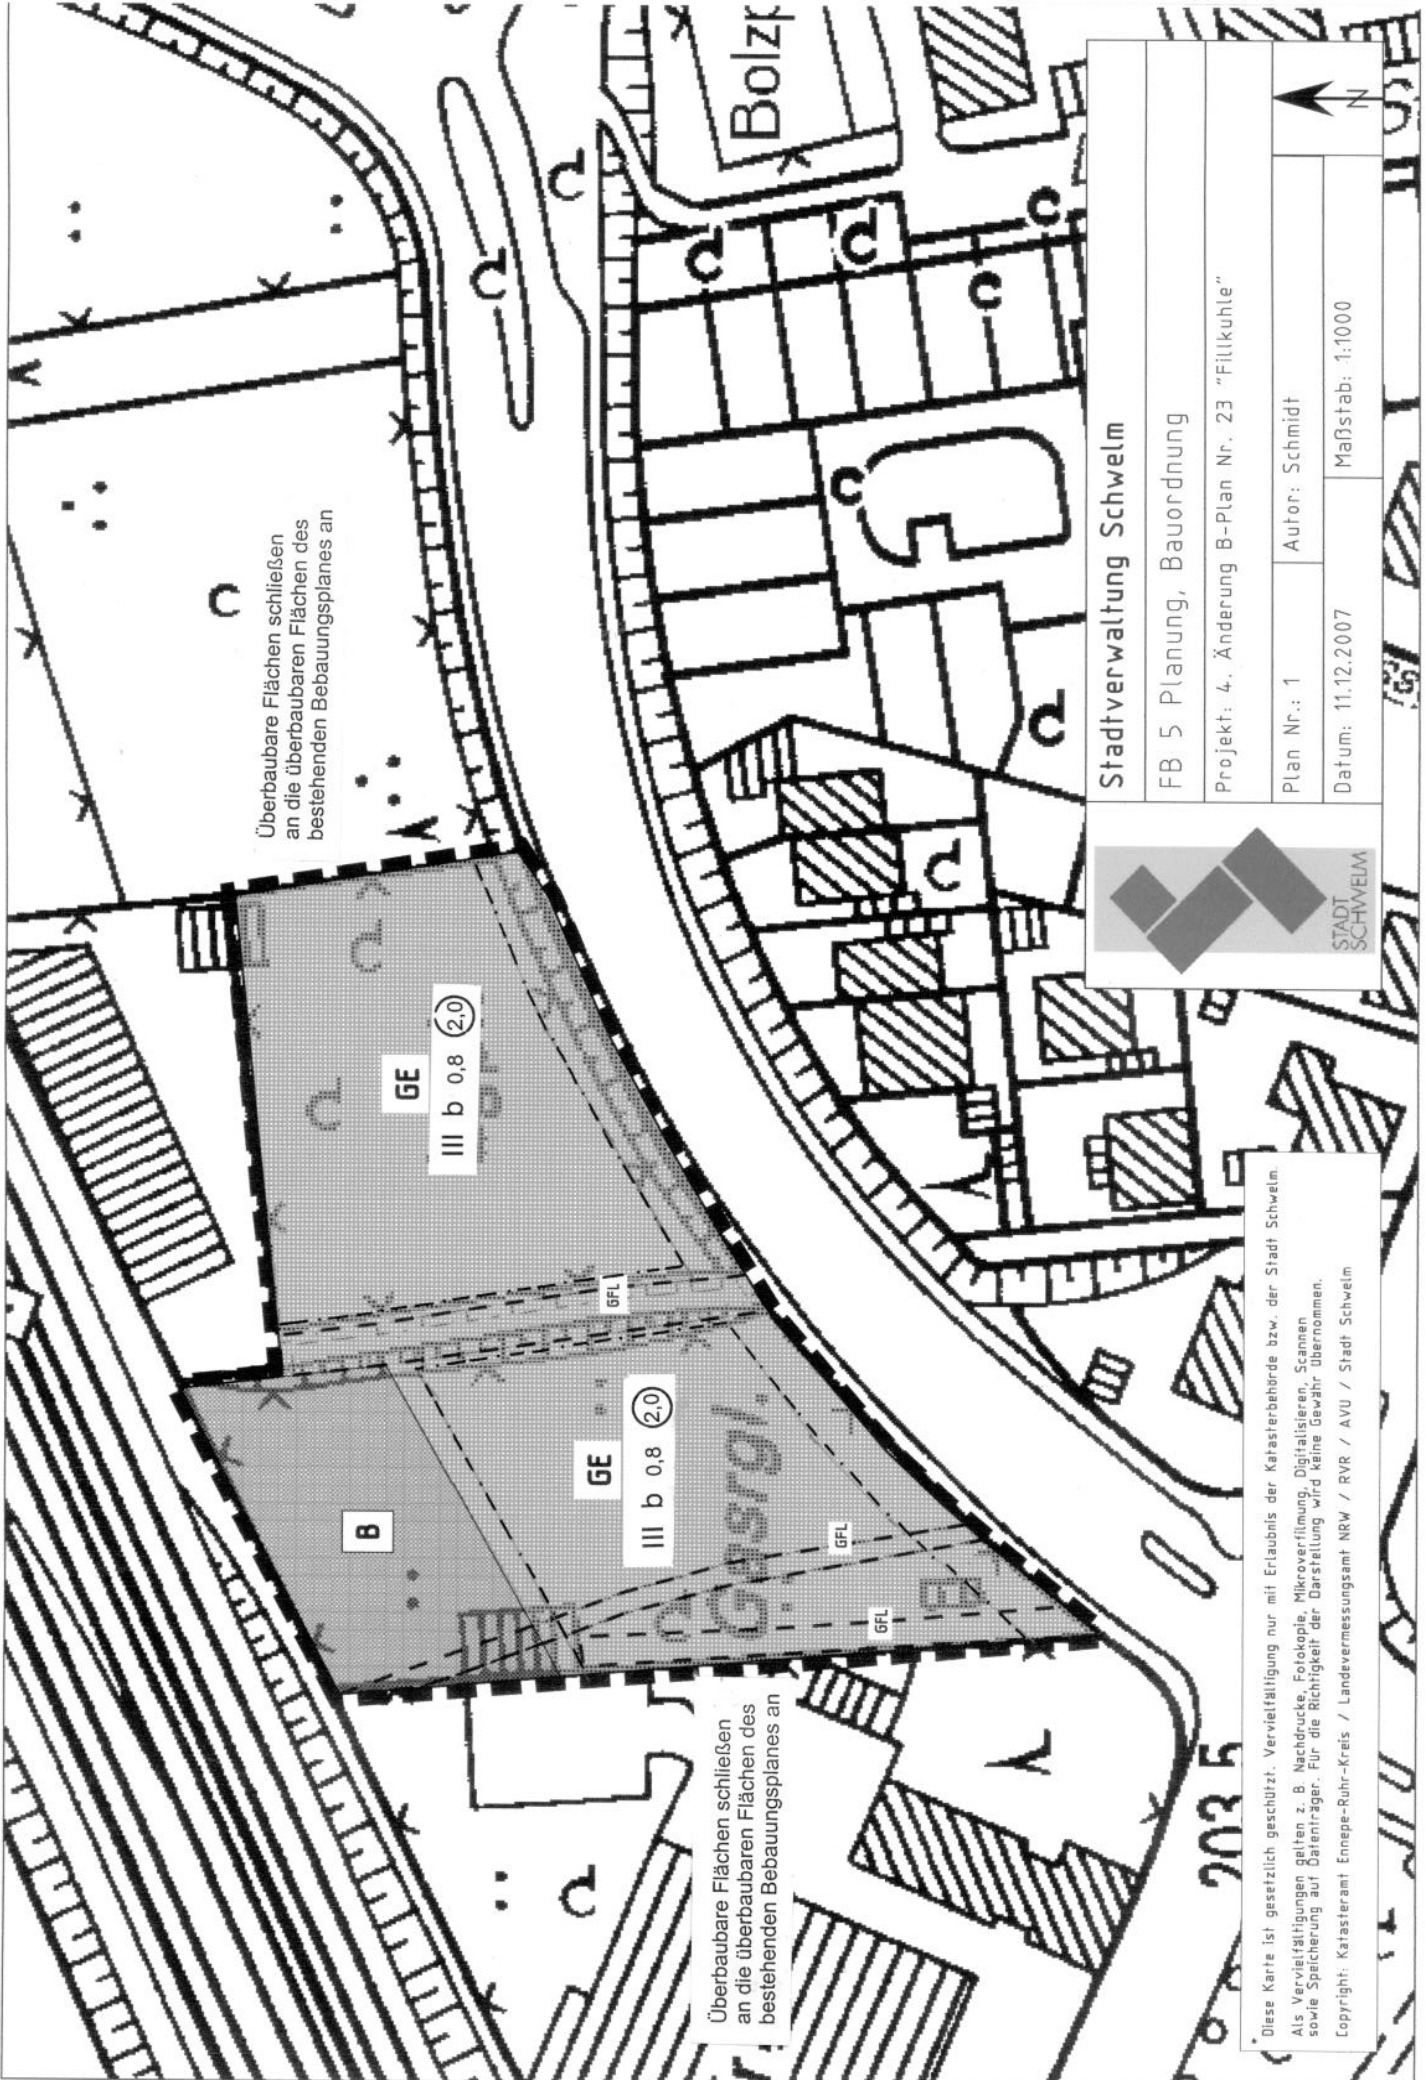 Überbaubare Flächen schließen
an die überbaubaren Flächen des
bestehenden Bebauungsplanes an
Bolzp
GE
III b 0,8 2,0
GFL
B
GE
III b 0,8 2,0
Gasrgl.
GFL
GFL
Überbaubare Flächen schließen
an die überbaubaren Flächen des
bestehenden Bebauungsplanes an
203 5
Stadtverwaltung Schwelm
FB 5 Planung, Bauordnung
Projekt: 4. Änderung B-Plan Nr. 23 "Fillkuhle"
Plan Nr.: 1
Autor: Schmidt
Datum: 11.12.2007
Maßstab: 1:1000
N
STADT
SCHWELM
Diese Karte ist gesetzlich geschützt. Vervielfältigung nur mit Erlaubnis der Katasterbehörde bzw. der Stadt Schwelm.
Als Vervielfältigungen gelten z. B. Nachdrucke, Fotokopie, Mikroverfilmung, Digitalisieren, Scannen
sowie Speicherung auf Datenträger. Für die Richtigkeit der Darstellung wird keine Gewähr übernommen.
Copyright: Katasteramt Ennepe-Ruhr-Kreis / Landevermessungsamt NRW / RVR / AVU / Stadt Schwelm